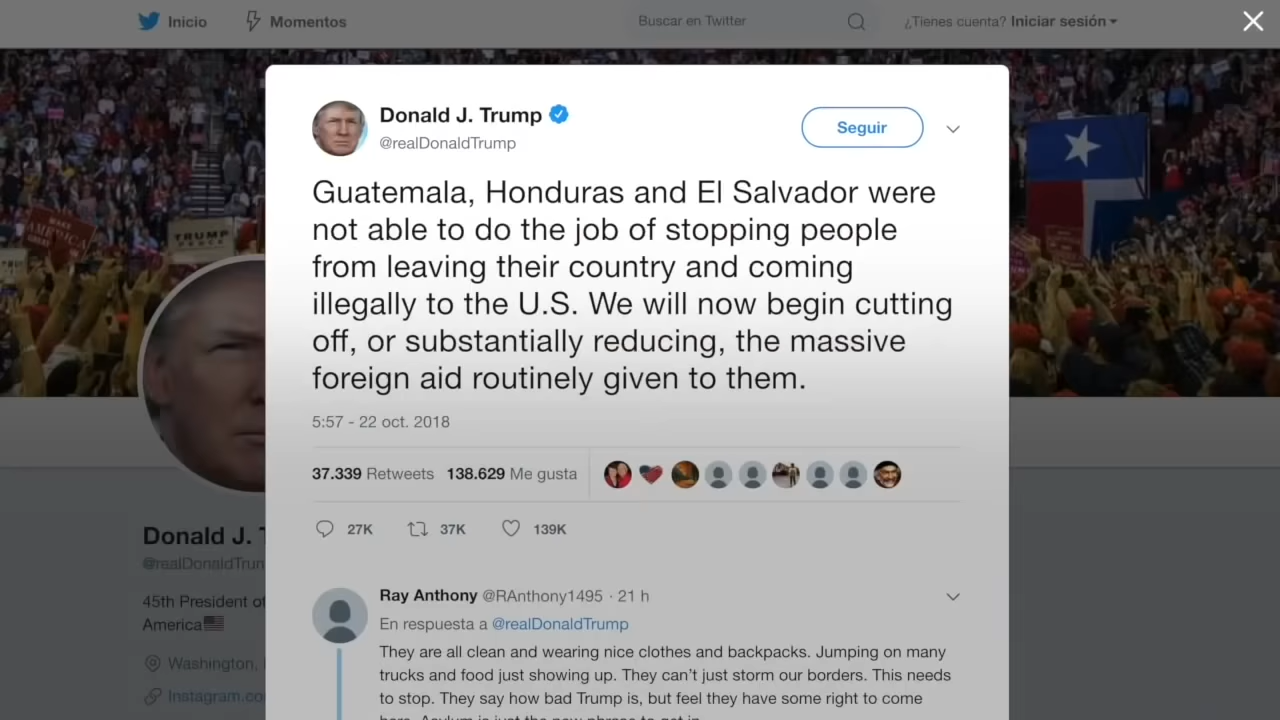 Inicio
Momentos
Buscar en Twitter
¿Tienes cuenta? Iniciar sesión
Donald J. Trump
@realDonaldTrump
Seguir
Guatemala, Honduras and El Salvador were
not able to do the job of stopping people
from leaving their country and coming
illegally to the U.S. We will now begin cutting
off, or substantially reducing, the massive
foreign aid routinely given to them.
5:57 - 22 oct. 2018
37.339 Retweets 138.629 Me gusta
27K 37K 139K
Ray Anthony @RAnthony1495 · 21 h
En respuesta a @realDonaldTrump
They are all clean and wearing nice clothes and backpacks. Jumping on many
trucks and food just showing up. They can't just storm our borders. This needs
to stop. They say how bad Trump is, but feel they have some right to come
TRUMP
PENCE
Donald J. T
@realDonaldTrun
45th President of
America
Washington,
Instagram.co